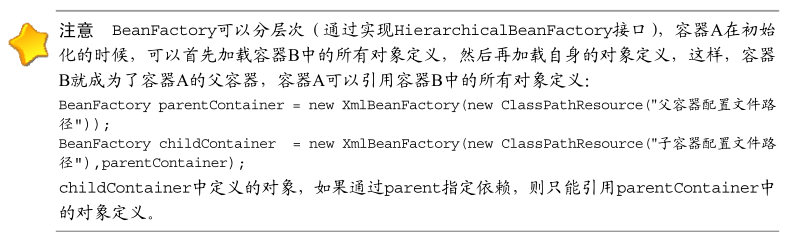 注意 BeanFactory可以分层次（通过实现HierarchicalBeanFactory接口），容器A在初始
化的时候，可以首先加载容器B中的所有对象定义，然后再加载自身的对象定义，这样，容器
B就成为了容器A的父容器，容器A可以引用容器B中的所有对象定义：
BeanFactory parentContainer = new XmlBeanFactory(new ClassPathResource("父容器配置文件路
径"));
BeanFactory childContainer  = new XmlBeanFactory(new ClassPathResource("子容器配置文件路
径"),parentContainer);
childContainer中定义的对象，如果通过parent指定依赖，则只能引用parentContainer中
的对象定义。